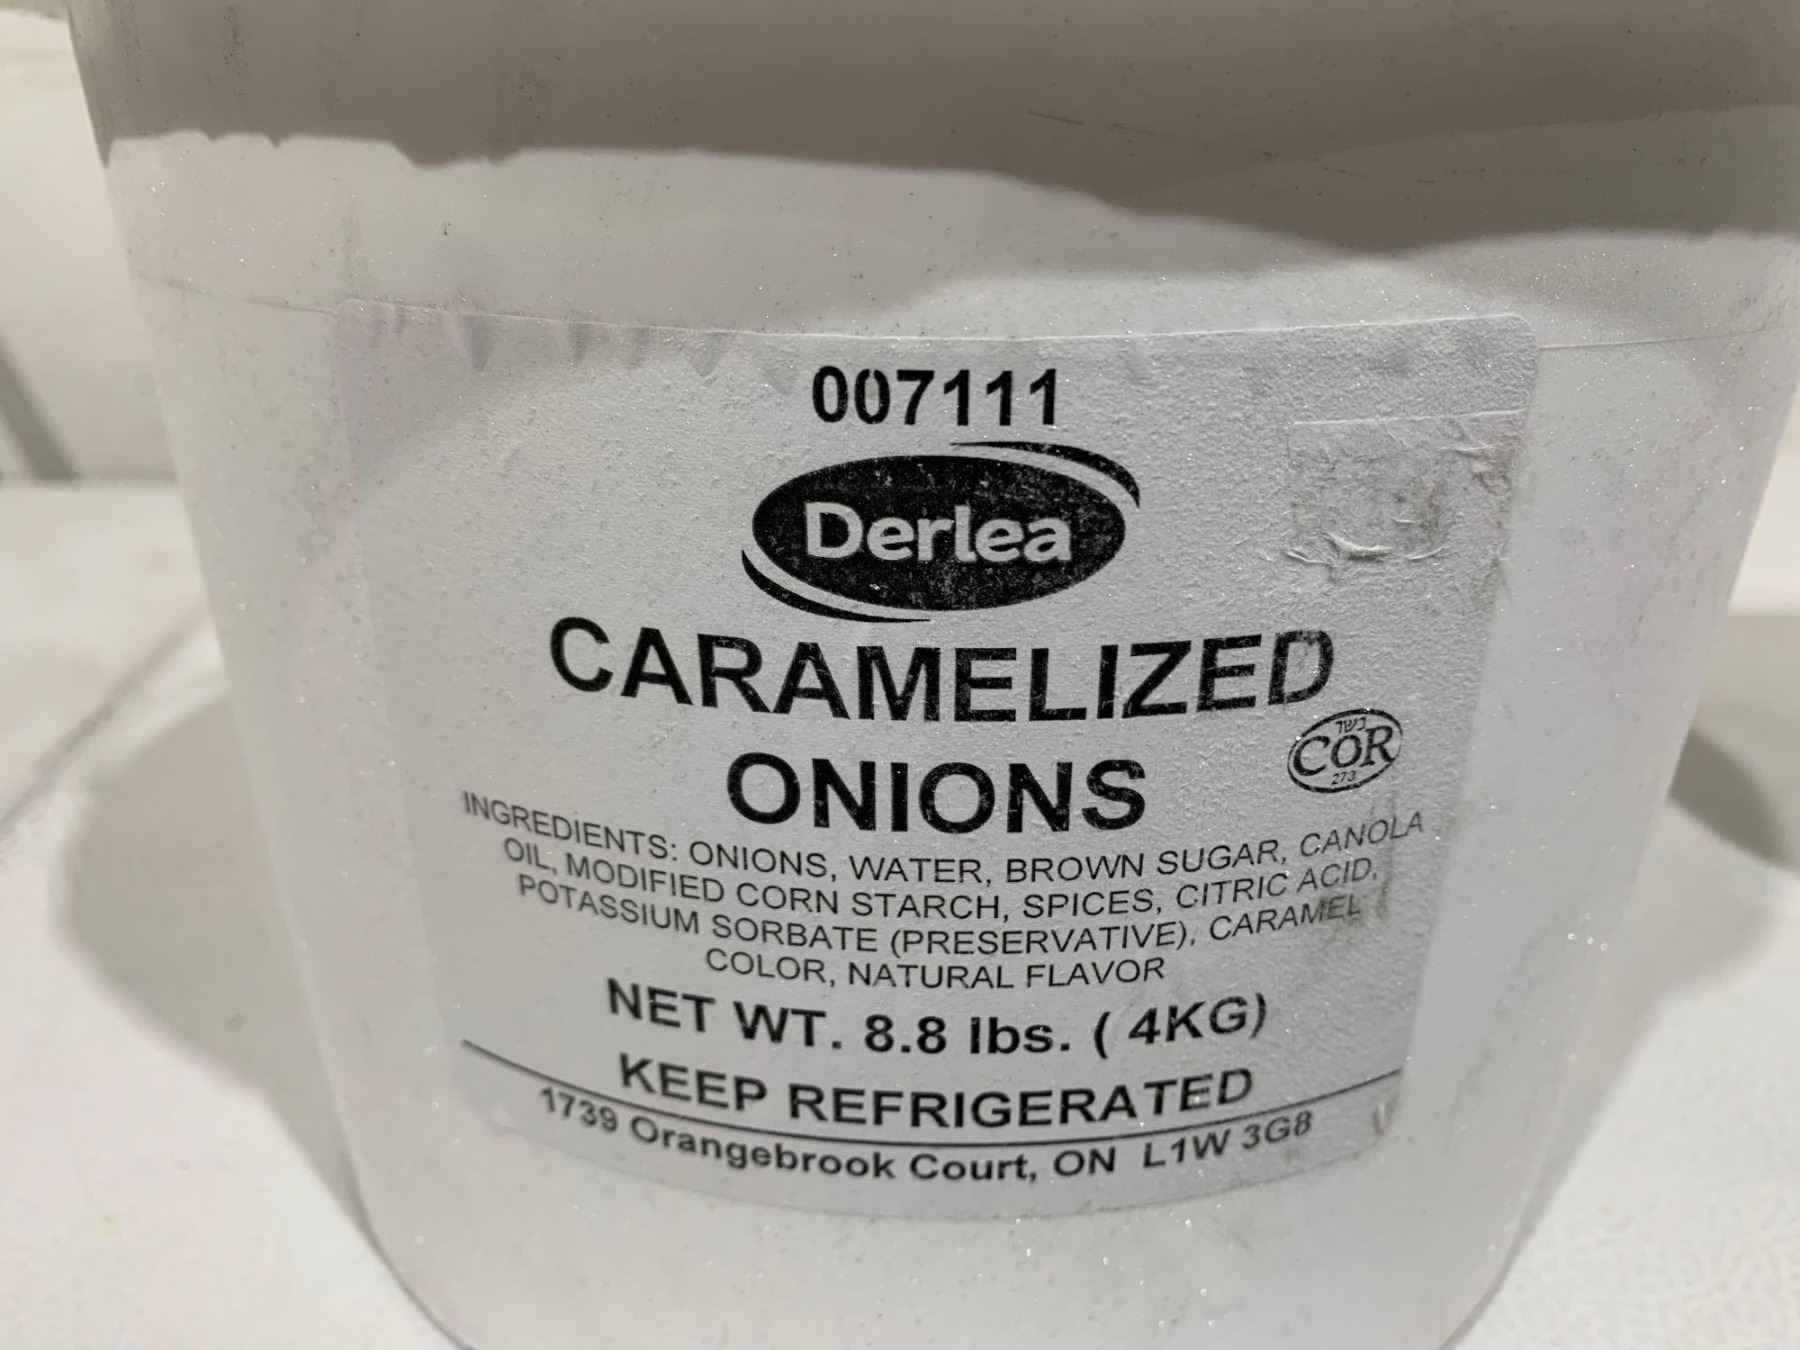 007111
Derlea
CARAMELIZED
ONIONS
כשר
COR
273
INGREDIENTS: ONIONS, WATER, BROWN SUGAR, CANOLA
OIL, MODIFIED CORN STARCH, SPICES, CITRIC ACID,
POTASSIUM SORBATE (PRESERVATIVE), CARAMEL
COLOR, NATURAL FLAVOR
NET WT. 8.8 lbs. ( 4KG)
KEEP REFRIGERATED
1739 Orangebrook Court, ON L1W 3G8